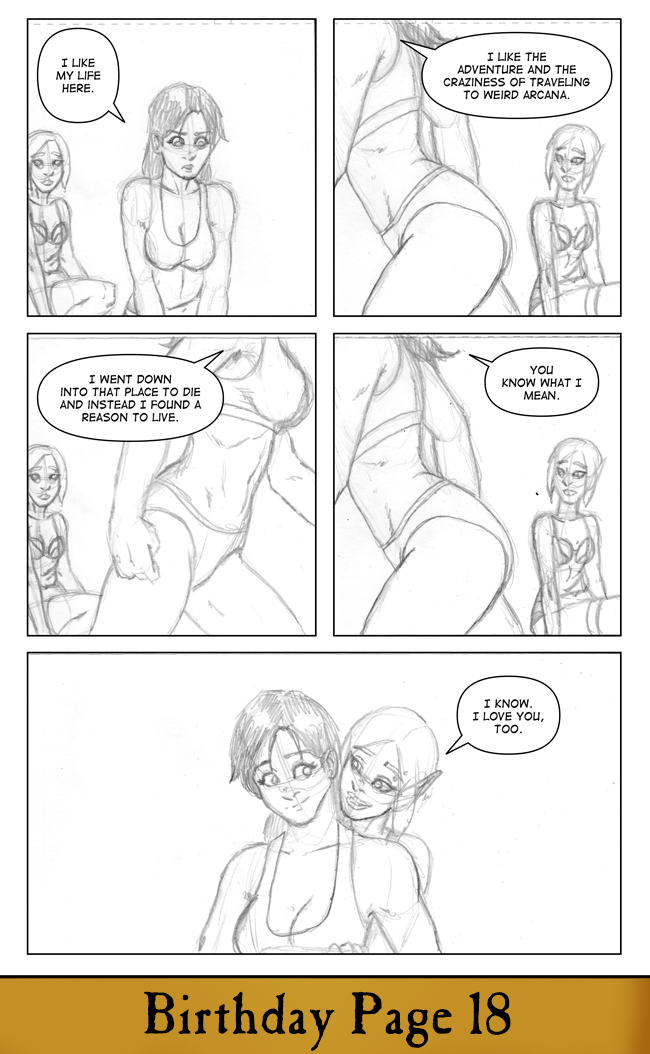 I LIKE
MY LIFE
HERE.
I LIKE THE
ADVENTURE AND THE
CRAZINESS OF TRAVELING
TO WEIRD ARCANA.
I WENT DOWN
INTO THAT PLACE TO DIE
AND INSTEAD I FOUND A
REASON TO LIVE.
YOU
KNOW WHAT I
MEAN.
I KNOW.
I LOVE YOU,
TOO.
Birthday Page 18